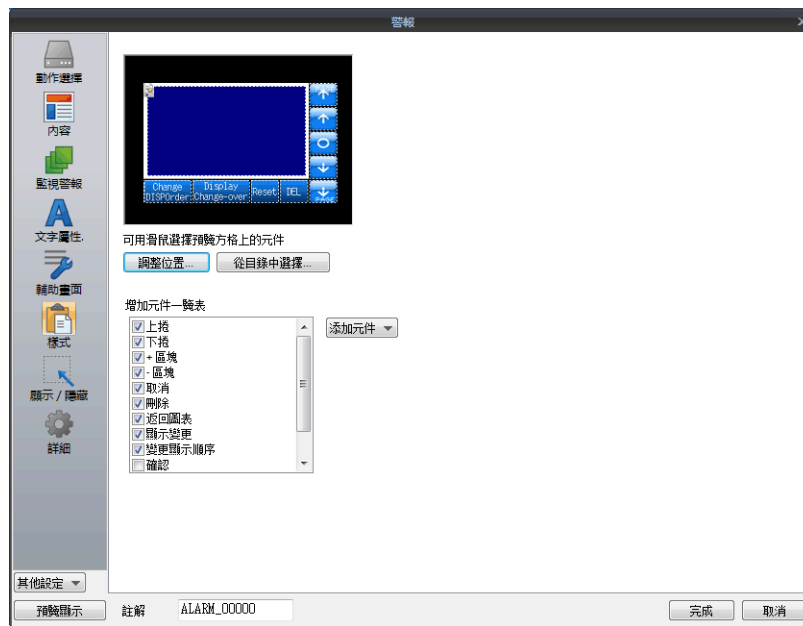 警報
動作選擇
內容
監視警報
文字屬性.
輔助畫面
樣式
顯示 / 隱蔽
詳細
其他設定
預覽顯示
Change
DISPOrder
Display
Change-over
Reset
DEL
PAGE
可用滑鼠選擇預覽方格上的元件
調整位置...
從目錄中選擇...
增加元件一覽表
上捲
下捲
+ 區塊
- 區塊
取消
刪除
返回圖表
顯示變更
變更顯示順序
確認
添加元件
註解
ALARM_00000
完成
取消